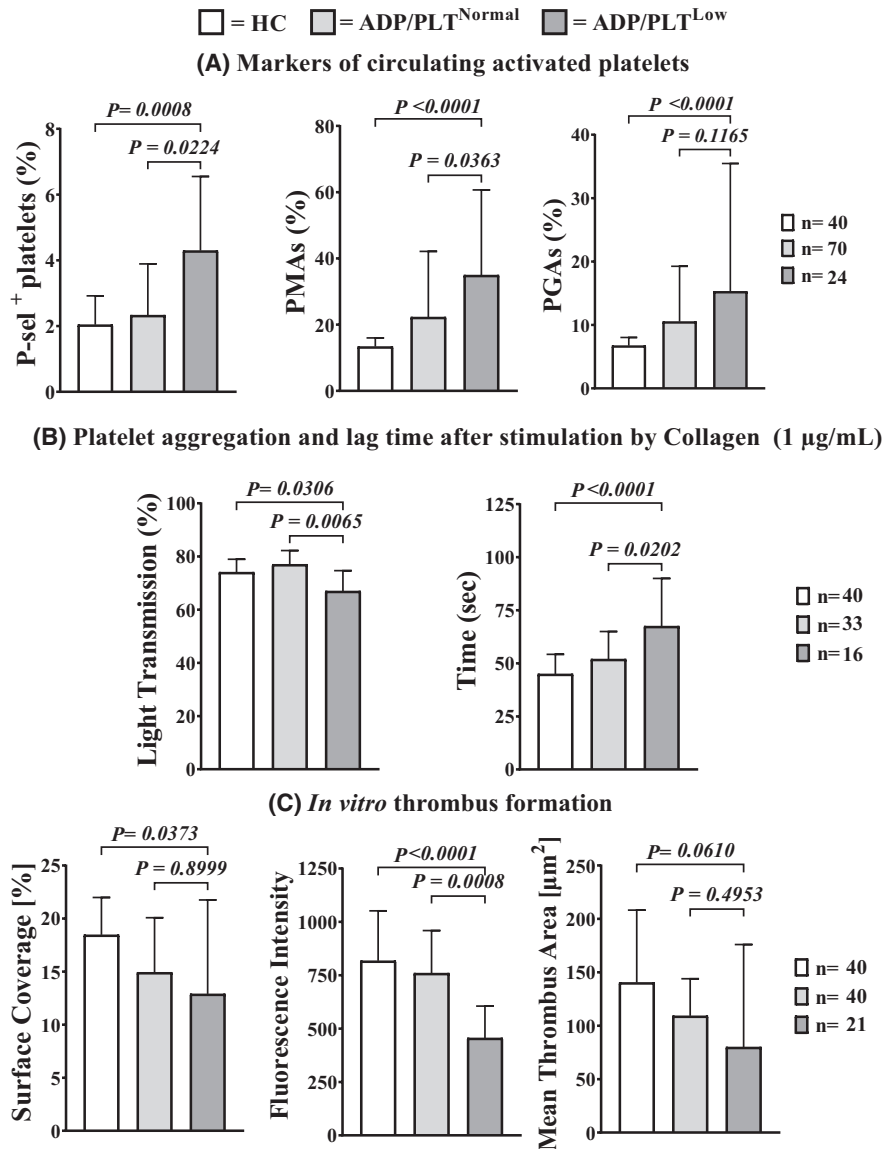 = HC = ADP/PLT^Normal = ADP/PLT^Low
(A) Markers of circulating activated platelets
P= 0.0008
P = 0.0224
P-sel + platelets (%)
8
6
4
2
0
P <0.0001
P = 0.0363
PMAs (%)
80
60
40
20
0
P <0.0001
P = 0.1165
PGAs (%)
40
30
20
10
0
n= 40
n= 70
n= 24
(B) Platelet aggregation and lag time after stimulation by Collagen (1 µg/mL)
P= 0.0306
P = 0.0065
Light Transmission (%)
100
80
60
40
20
0
P<0.0001
P = 0.0202
Time (sec)
125
100
75
50
25
0
n= 40
n= 33
n= 16
(C) In vitro thrombus formation
P= 0.0373
P = 0.8999
Surface Coverage [%]
25
20
15
10
5
0
P<0.0001
P = 0.0008
Fluorescence Intensity
1250
1000
750
500
250
0
P= 0.0610
P = 0.4953
Mean Thrombus Area [µm²]
250
200
150
100
50
0
n= 40
n= 40
n= 21